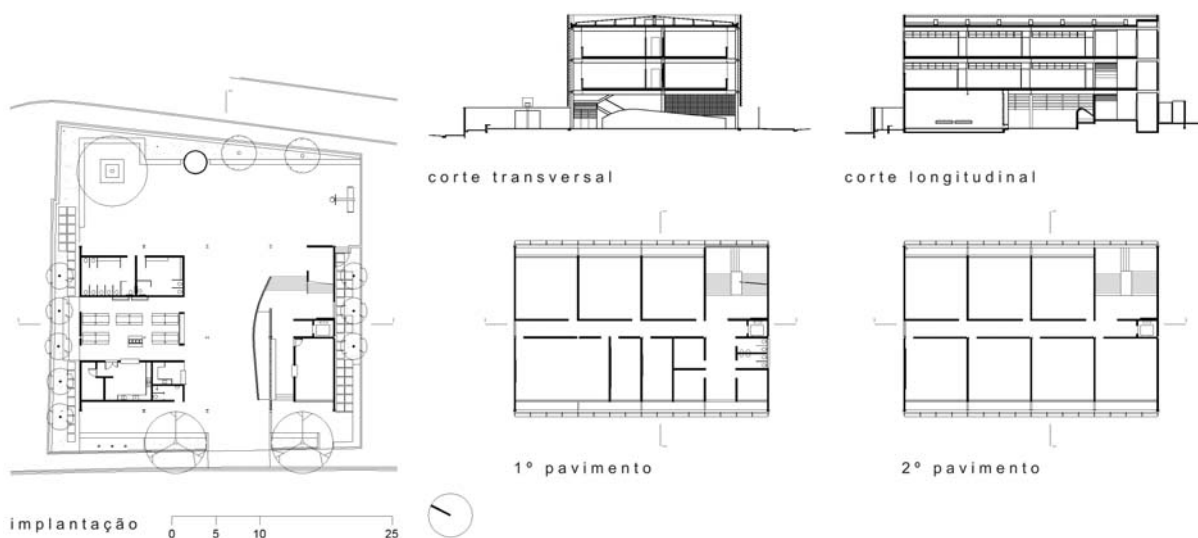 corte transversal
corte longitudinal
1º pavimento
2º pavimento
implantação
0 5 10 25